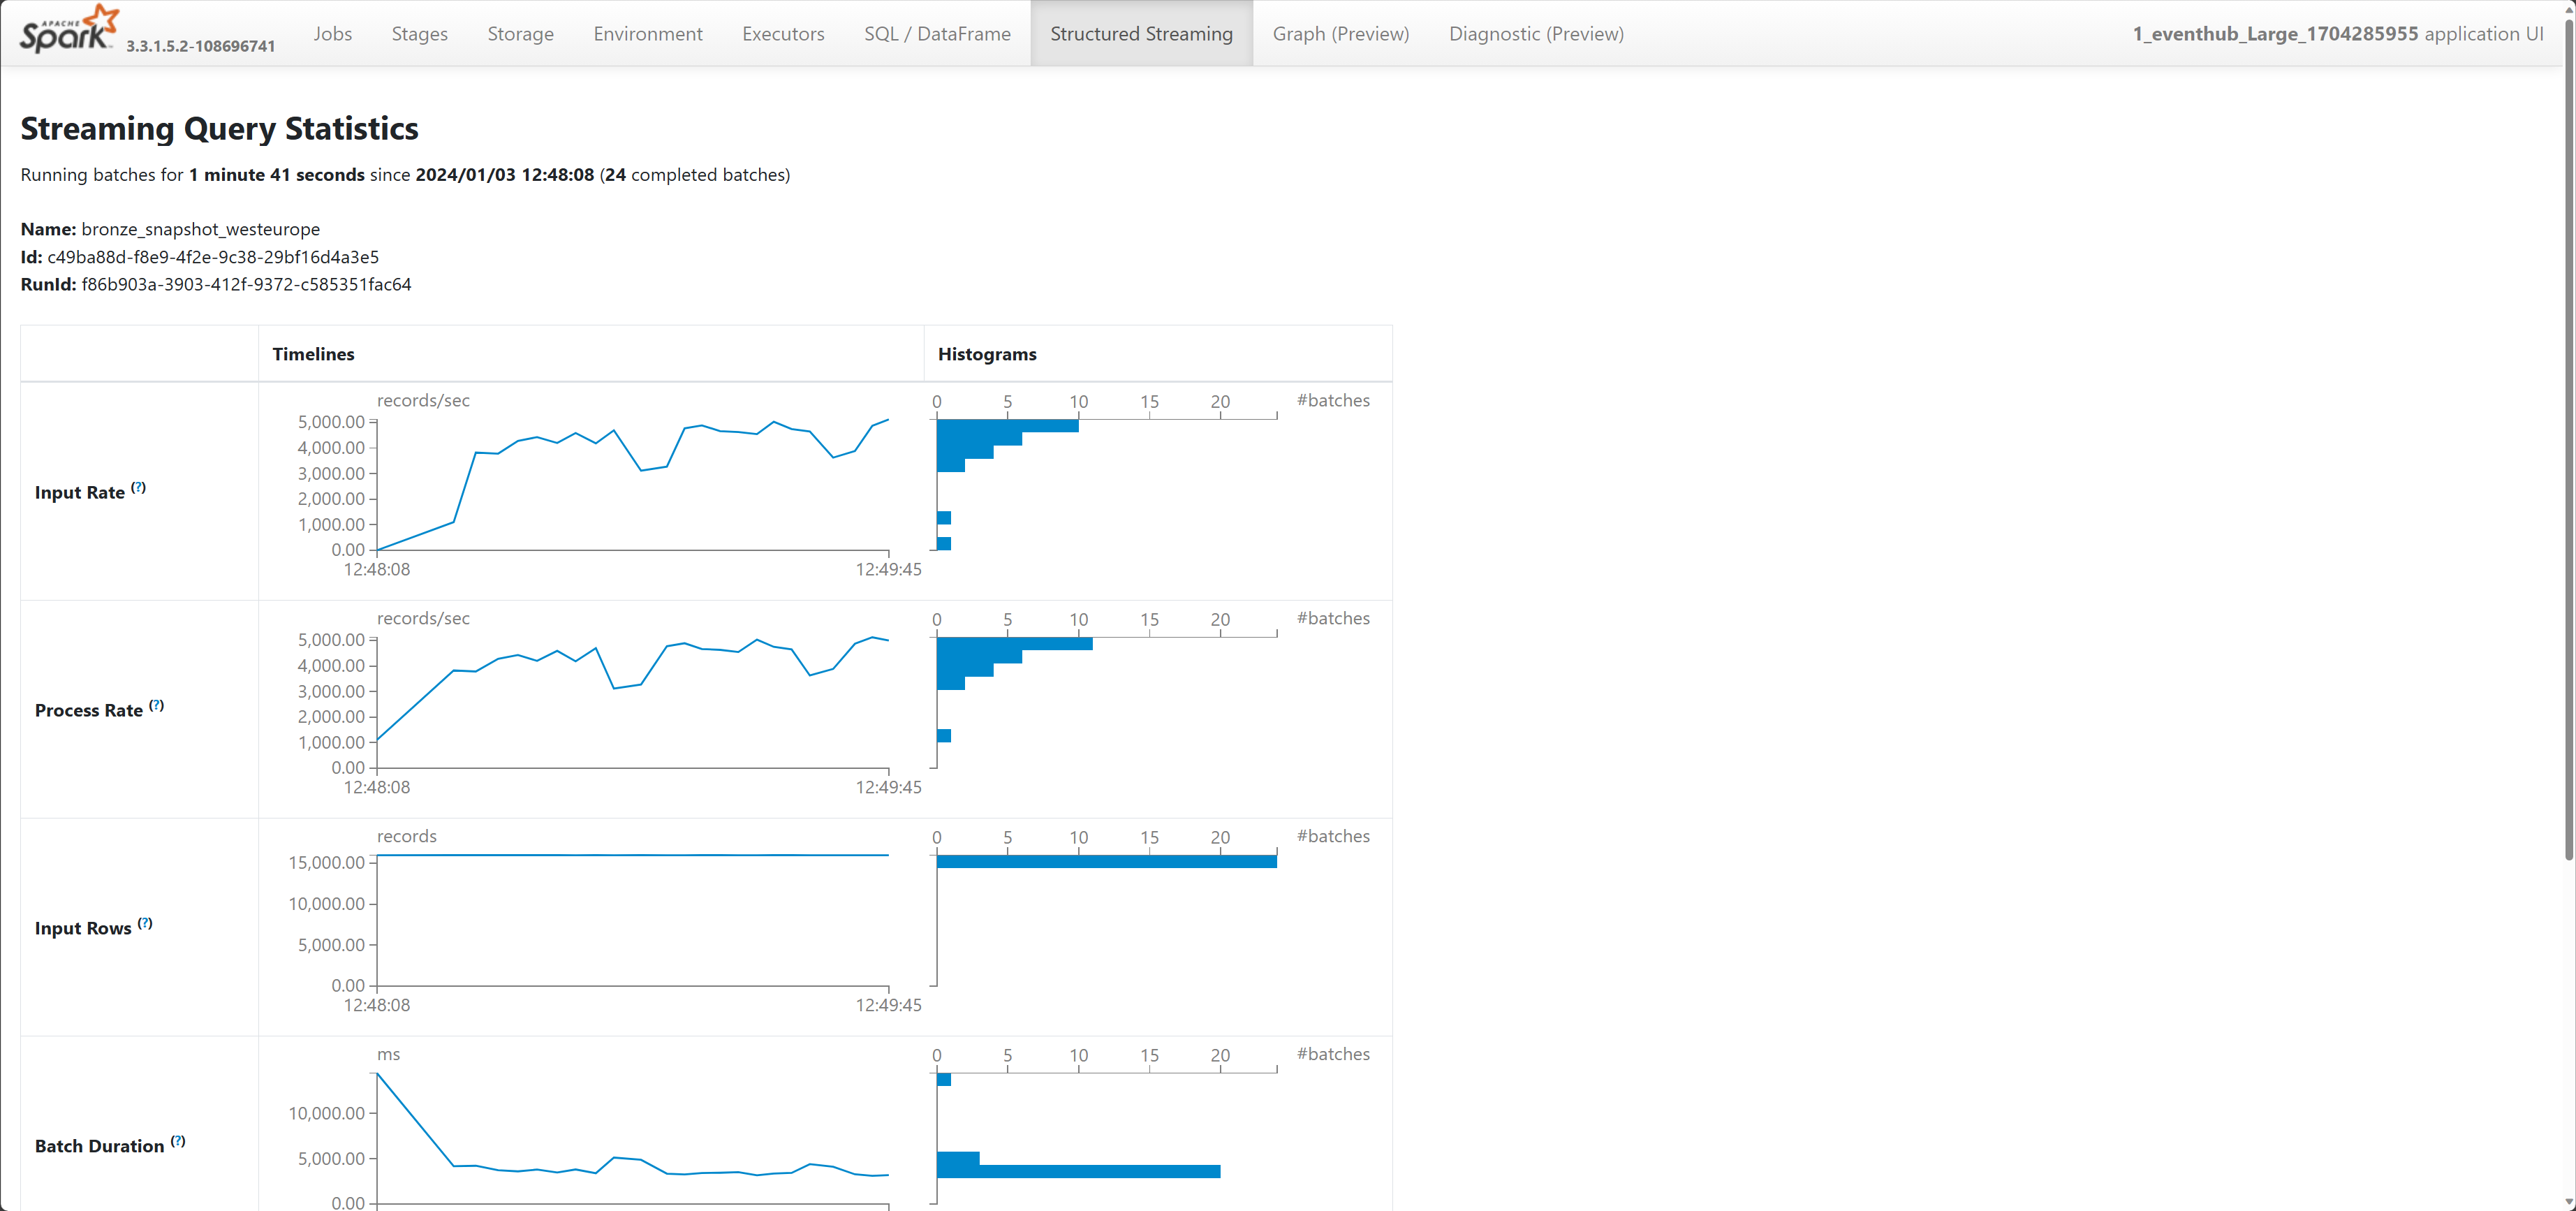 APACHE
Spark 3.3.1.5.2-108696741 Jobs Stages Storage Environment Executors SQL / DataFrame Structured Streaming Graph (Preview) Diagnostic (Preview) 1_eventhub_Large_1704285955 application UI
Streaming Query Statistics
Running batches for 1 minute 41 seconds since 2024/01/03 12:48:08 (24 completed batches)
Name: bronze_snapshot_westeurope
Id: c49ba88d-f8e9-4f2e-9c38-29bf16d4a3e5
RunId: f86b903a-3903-412f-9372-c585351fac64
Timelines Histograms
Input Rate (?)
records/sec
5,000.00
4,000.00
3,000.00
2,000.00
1,000.00
0.00
12:48:08 12:49:45
0 5 10 15 20 #batches
Process Rate (?)
records/sec
5,000.00
4,000.00
3,000.00
2,000.00
1,000.00
0.00
12:48:08 12:49:45
0 5 10 15 20 #batches
Input Rows (?)
records
15,000.00
10,000.00
5,000.00
0.00
12:48:08 12:49:45
0 5 10 15 20 #batches
Batch Duration (?)
ms
10,000.00
5,000.00
0.00
0 5 10 15 20 #batches